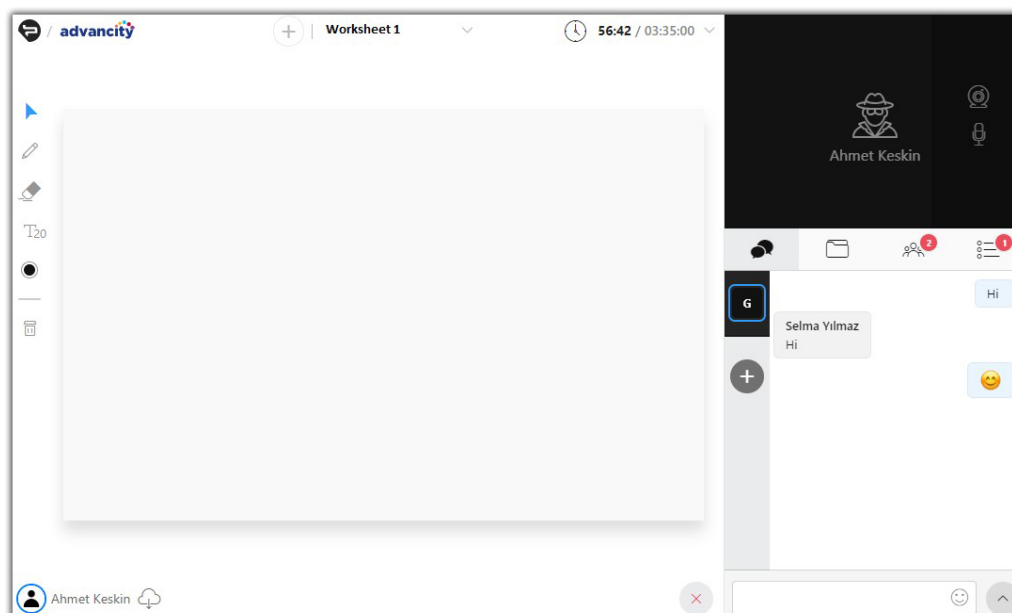 / advancity
Worksheet 1
56:42 / 03:35:00
Ahmet Keskin
T20
2
1
G
Hi
Selma Yılmaz
Hi
Ahmet Keskin